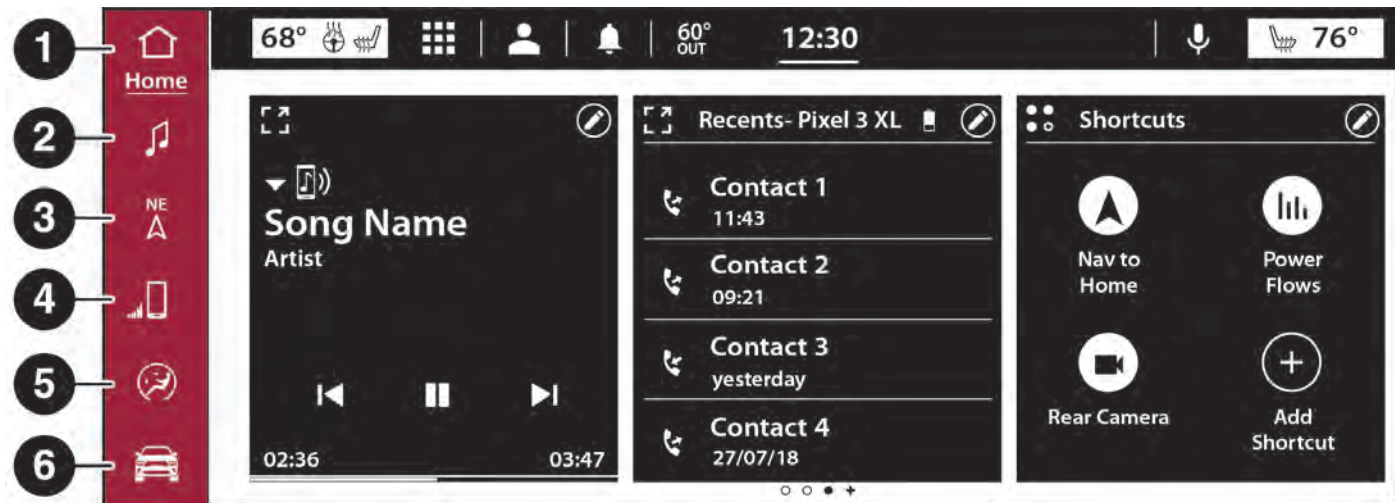 1
Home
2
NE
3
4
5
6
68°
60°
OUT
12:30
76°
Song Name
Artist
02:36 03:47
Recents- Pixel 3 XL
Contact 1
11:43
Contact 2
09:21
Contact 3
yesterday
Contact 4
27/07/18
Shortcuts
Nav to
Home
Power
Flows
Rear Camera
Add
Shortcut